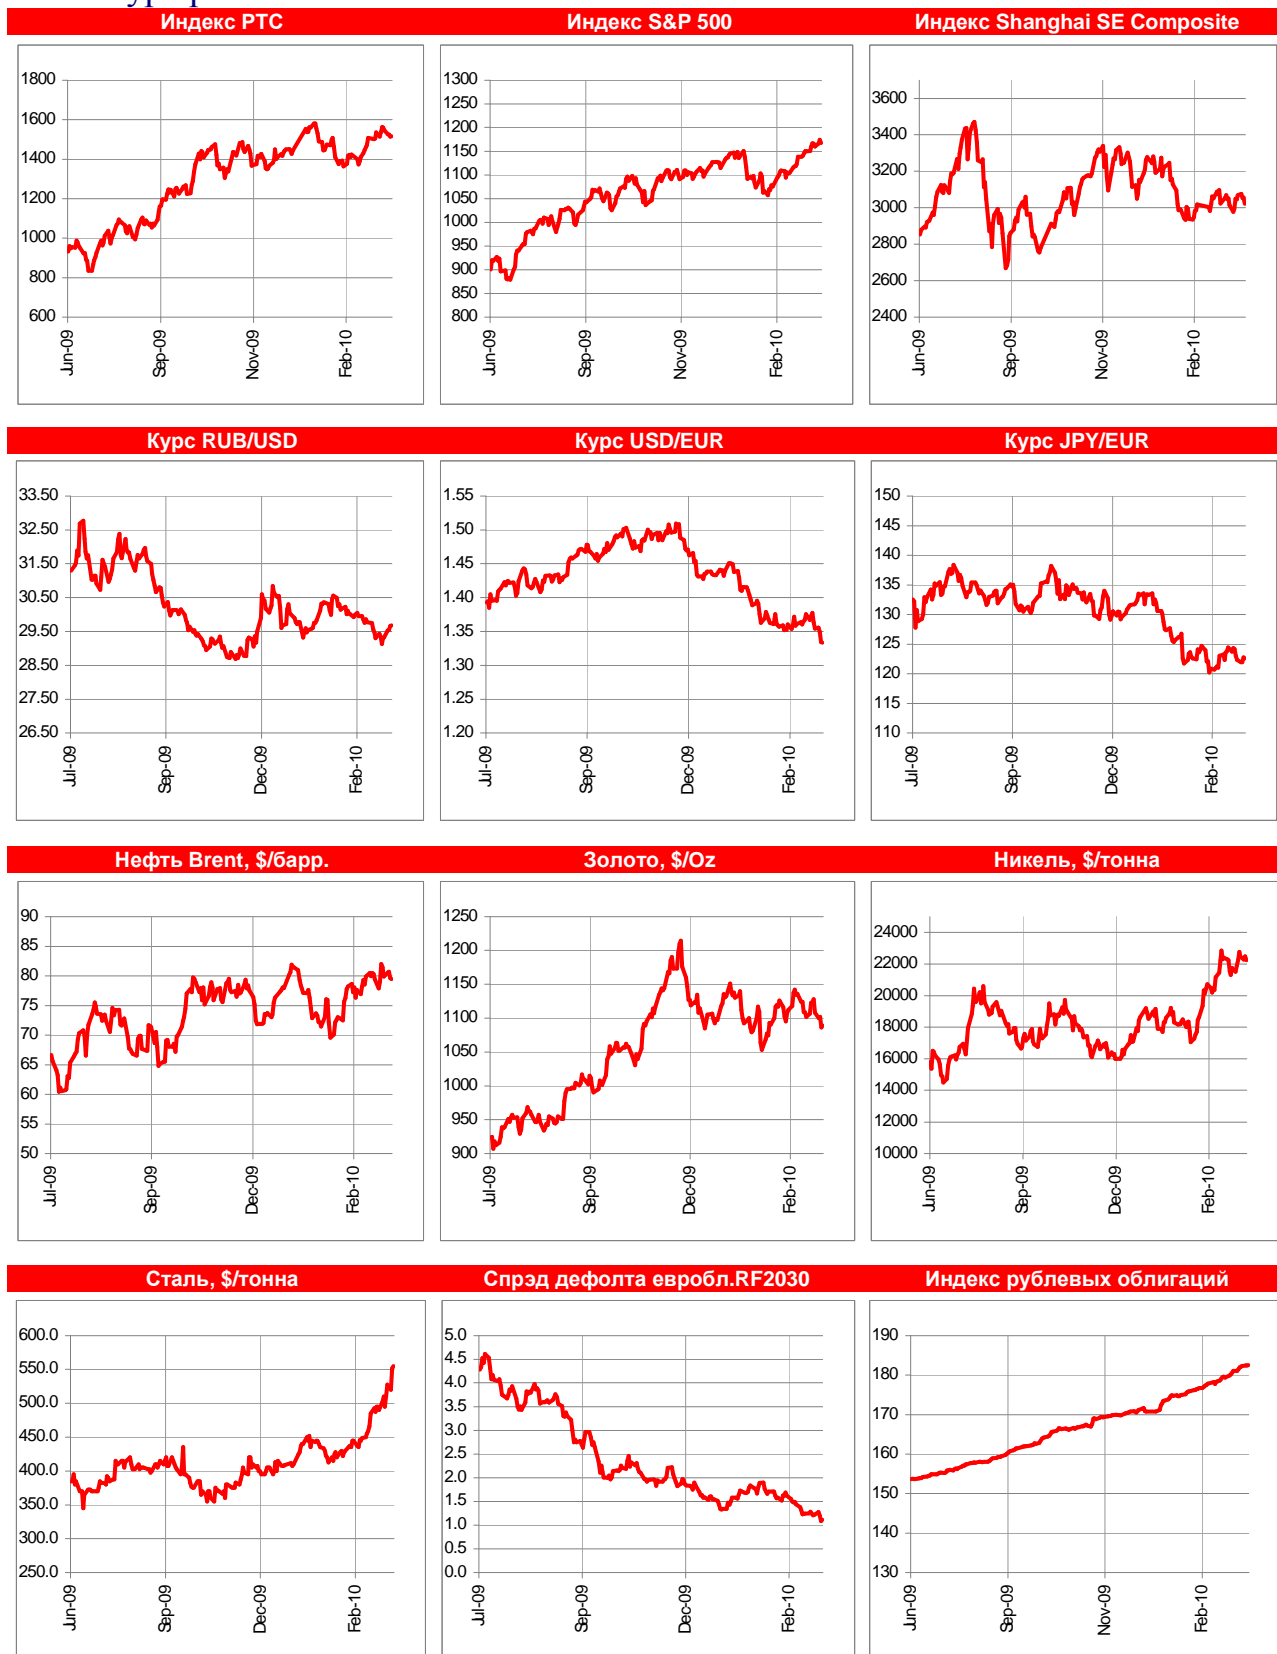 Индекс РТС
Индекс S&P 500
Индекс Shanghai SE Composite
1800
1600
1400
1200
1000
800
600
Jun-09
Sep-09
Nov-09
Feb-10
1300
1250
1200
1150
1100
1050
1000
950
900
850
800
Jun-09
Sep-09
Nov-09
Feb-10
3600
3400
3200
3000
2800
2600
2400
Jun-09
Sep-09
Nov-09
Feb-10
Курс RUB/USD
Курс USD/EUR
Курс JPY/EUR
33.50
32.50
31.50
30.50
29.50
28.50
27.50
26.50
Jul-09
Sep-09
Dec-09
Feb-10
1.55
1.50
1.45
1.40
1.35
1.30
1.25
1.20
Jul-09
Sep-09
Dec-09
Feb-10
150
145
140
135
130
125
120
115
110
Jul-09
Sep-09
Dec-09
Feb-10
Нефть Brent, $/барр.
Золото, $/Oz
Никель, $/тонна
90
85
80
75
70
65
60
55
50
Jul-09
Sep-09
Dec-09
Feb-10
1250
1200
1150
1100
1050
1000
950
900
Jul-09
Sep-09
Dec-09
Feb-10
24000
22000
20000
18000
16000
14000
12000
10000
Jun-09
Sep-09
Dec-09
Feb-10
Сталь, $/тонна
Спрэд дефолта евробл.RF2030
Индекс рублевых облигаций
600.0
550.0
500.0
450.0
400.0
350.0
300.0
250.0
Jun-09
Sep-09
Dec-09
Feb-10
5.0
4.5
4.0
3.5
3.0
2.5
2.0
1.5
1.0
0.5
0.0
Jul-09
Sep-09
Dec-09
Feb-10
190
180
170
160
150
140
130
Jun-09
Sep-09
Nov-09
Feb-10